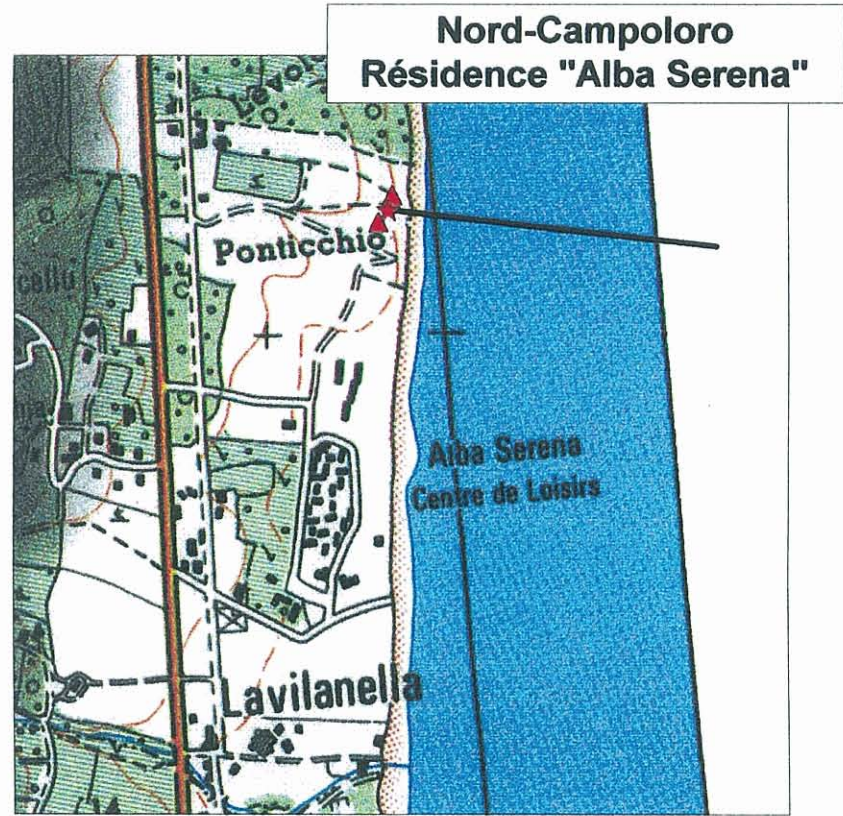 Nord-Campoloro
Résidence "Alba Serena"
Ponticchio
Alba Serena
Centre de Loisirs
Lavilanella